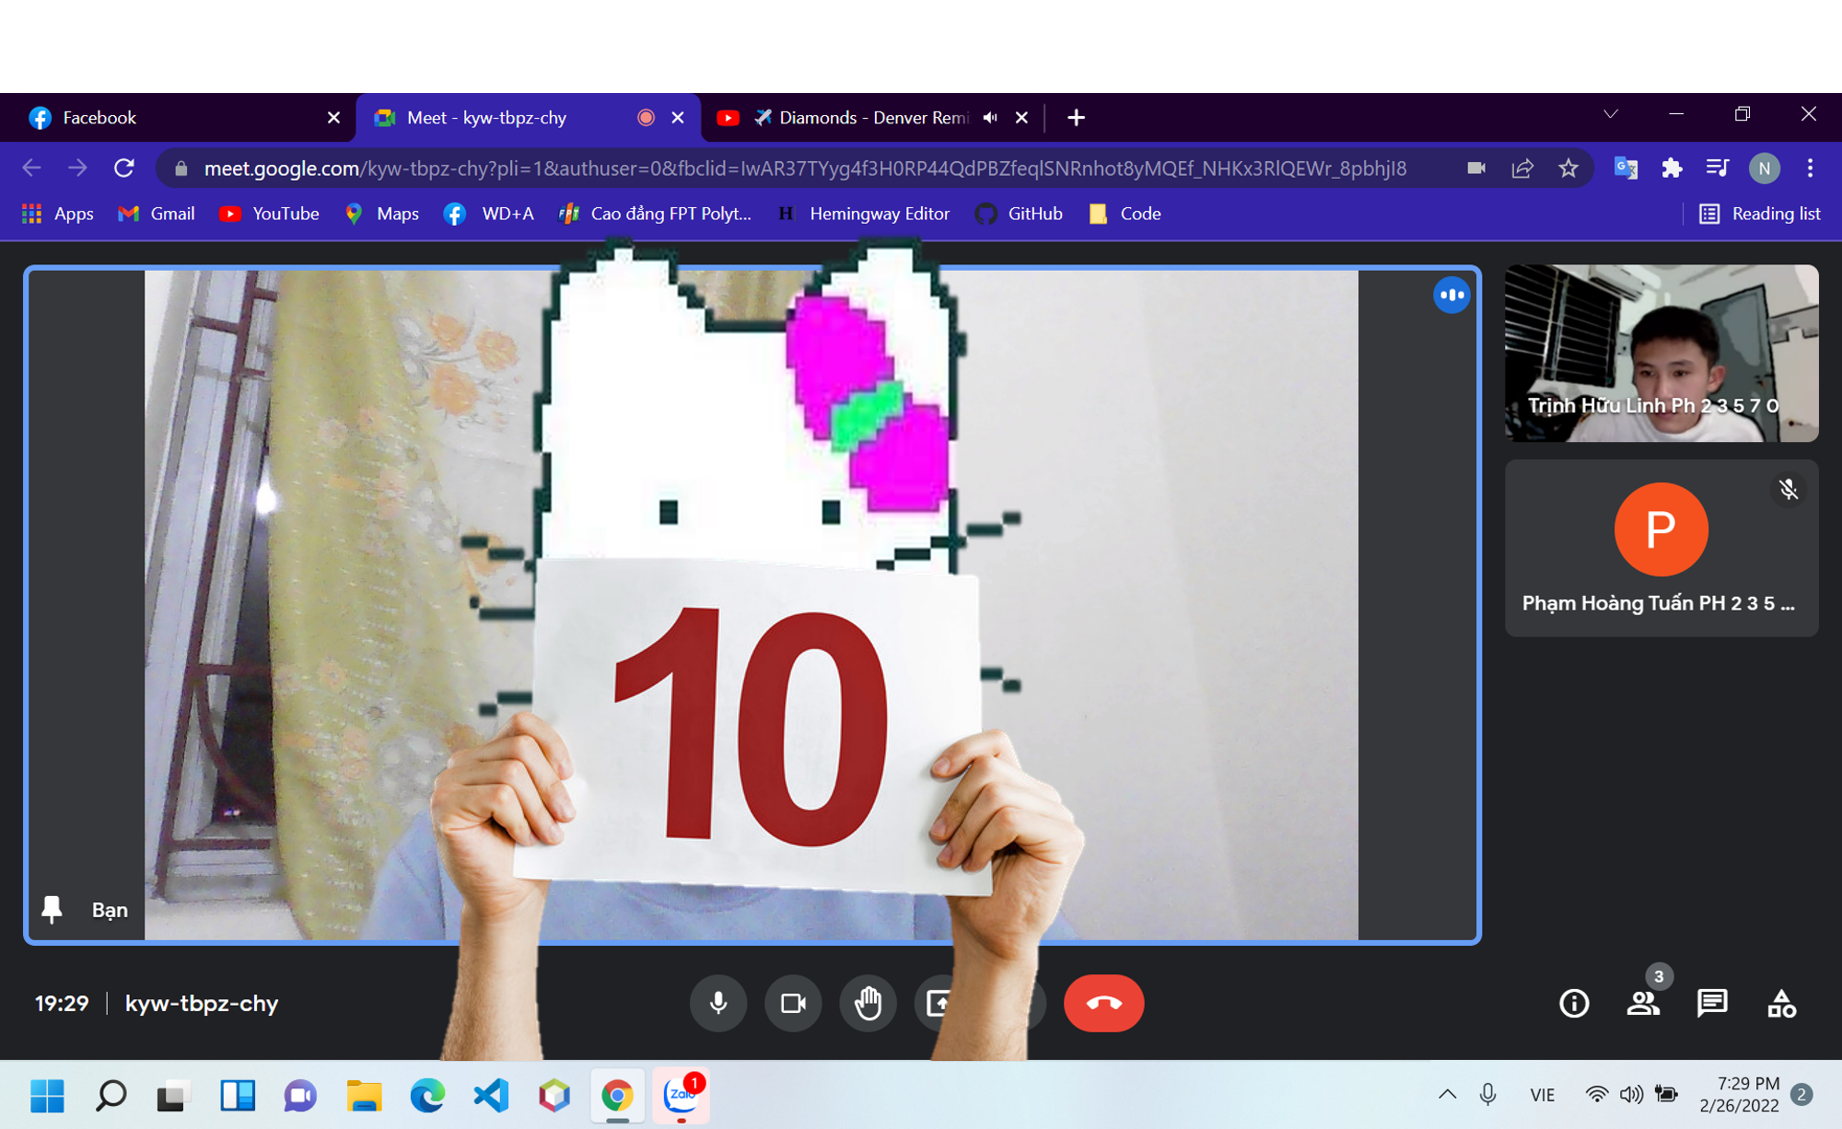 Facebook
Meet - kyw-tbpz-chy
Diamonds - Denver Remi
meet.google.com/kyw-tbpz-chy?pli=1&authuser=0&fbclid=IwAR37TYyg4f3H0RP44QdPBZfeqlSNRnhot8yMQEf_NHKx3RlQEWr_8pbhjI8
N
Apps
Gmail
YouTube
Maps
WD+A
FPT
Cao đẳng FPT Polyt...
H
Hemingway Editor
GitHub
Code
Reading list
Trịnh Hữu Linh Ph 2 3 5 7 0
P
Phạm Hoàng Tuấn PH 2 3 5 ...
10
Bạn
19:29 | kyw-tbpz-chy
3
Zalo
1
VIE
7:29 PM
2/26/2022
2